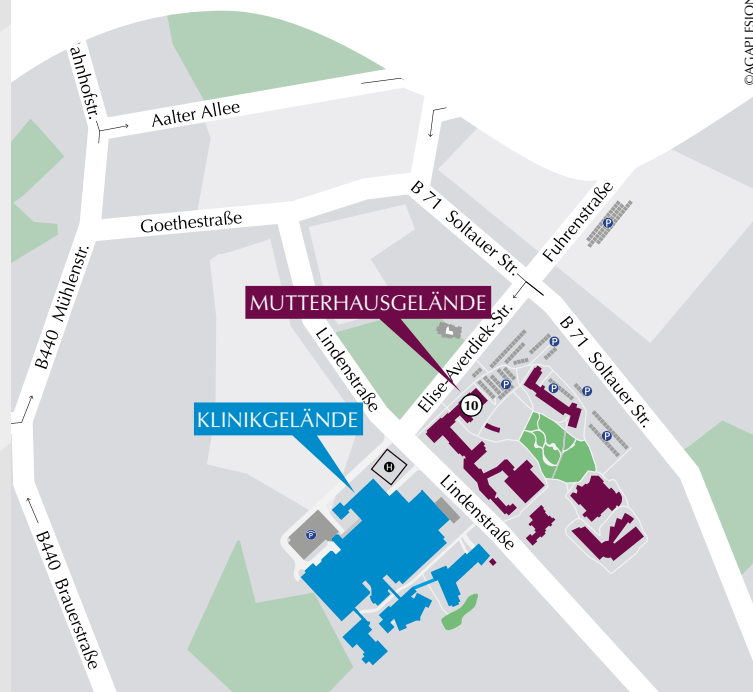 ©AGAPLESION
ahnhofstr.
Aalter Allee
Goethestraße
B 71 Soltauer Str.
Fuhrenstraße
B440 Mühlenstr.
MUTTERHAUSGELÄNDE
Elise-Averdiek-Str.
Lindenstraße
B 71 Soltauer Str.
KLINIKGELÄNDE
10
H
Lindenstraße
B440 Brauerstraße
P
P
P
P
P
P
P